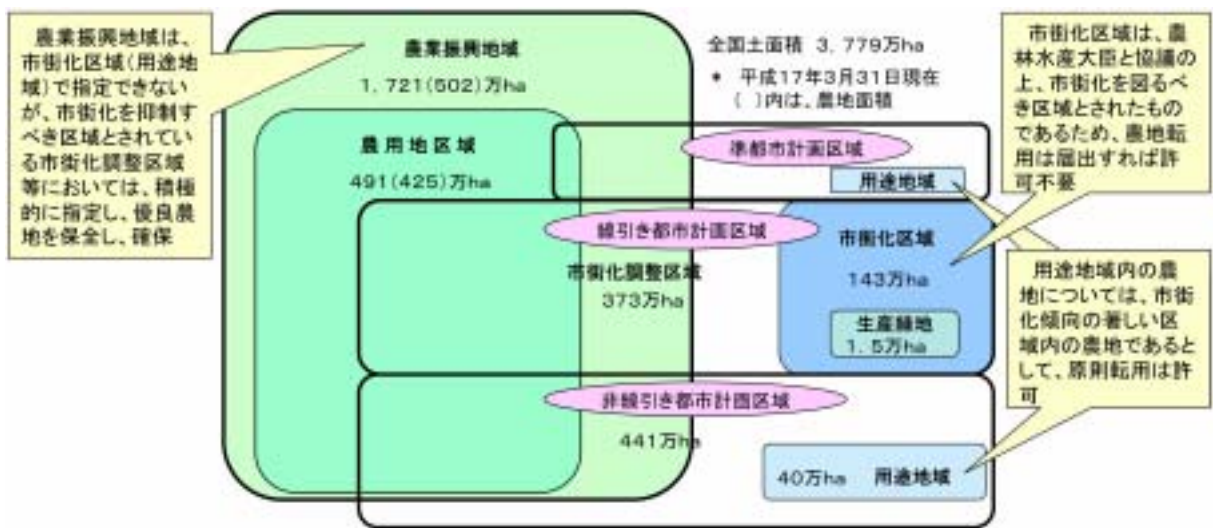 農業振興地域は、
市街化区域(用途地
域)で指定できない
が、市街化を抑制す
べき区域とされてい
る市街化調整区域
等においては、積極
的に指定し、優良農
地を保全し、確保
農業振興地域
1,721(502)万ha
農用地区域
491(425)万ha
全国土面積 3,779万ha
* 平成17年3月31日現在
( )内は、農地面積
準都市計画区域
用途地域
線引き都市計画区域
市街化調整区域
373万ha
市街化区域
143万ha
生産緑地
1.5万ha
非線引き都市計画区域
441万ha
40万ha 用途地域
市街化区域は、農
林水産大臣と協議の
上、市街化を図るべ
き区域とされたもの
であるため、農地転
用は届出すれば許
可不要
用途地域内の農
地については、市街
化傾向の著しい区
域内の農地であると
して、原則転用は許
可